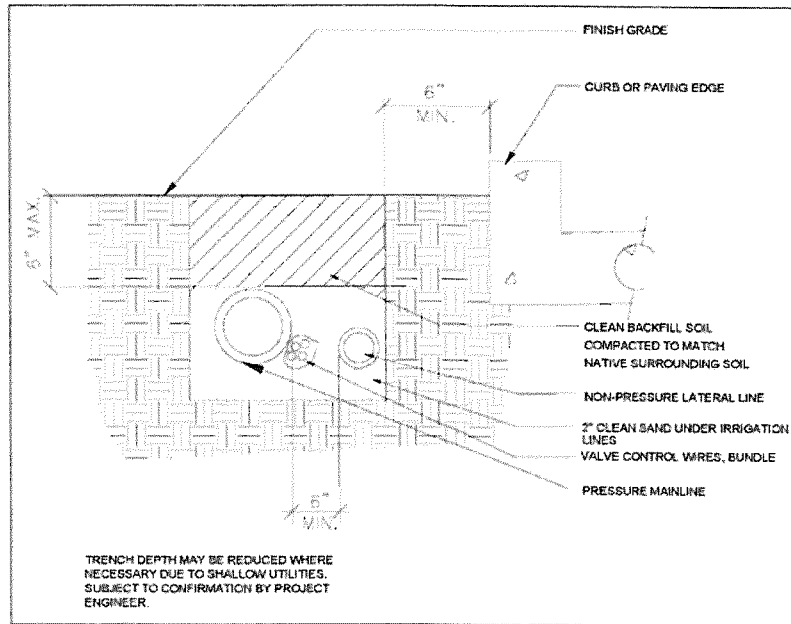 FINISH GRADE
6"
MIN.
CURB OR PAVING EDGE
6" MAX.
CLEAN BACKFILL SOIL
COMPACTED TO MATCH
NATIVE SURROUNDING SOIL
NON-PRESSURE LATERAL LINE
2" CLEAN SAND UNDER IRRIGATION
LINES
VALVE CONTROL WIRES, BUNDLE
PRESSURE MAINLINE
6"
MIN.
TRENCH DEPTH MAY BE REDUCED WHERE
NECESSARY DUE TO SHALLOW UTILITIES.
SUBJECT TO CONFIRMATION BY PROJECT
ENGINEER.